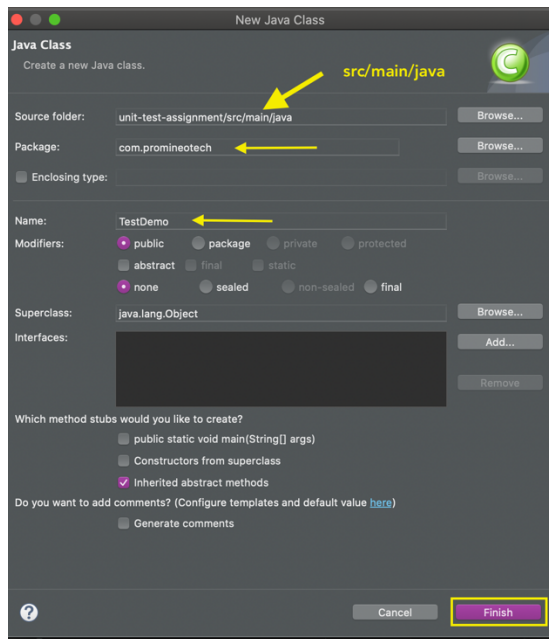 New Java Class
Java Class
Create a new Java class.
src/main/java
Source folder: unit-test-assignment/src/main/java Browse...
Package: com.promineotech Browse...
Enclosing type: Browse...
Name: TestDemo
Modifiers: public package private protected
abstract final static
none sealed non-sealed final
Superclass: java.lang.Object Browse...
Interfaces: Add...
Remove
Which method stubs would you like to create?
public static void main(String[] args)
Constructors from superclass
Inherited abstract methods
Do you want to add comments? (Configure templates and default value here)
Generate comments
? Cancel Finish